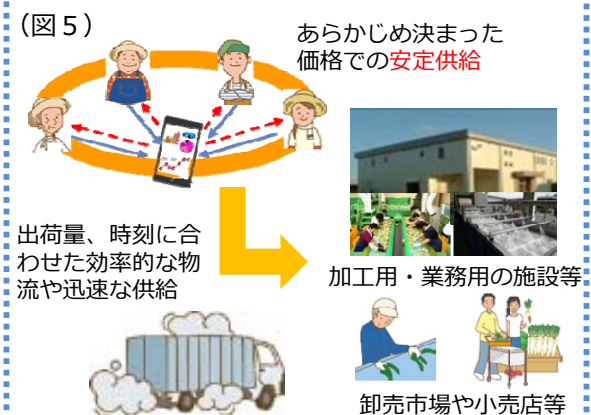 （図５）
あらかじめ決まった
価格での安定供給
出荷量、時刻に合
わせた効率的な物
流や迅速な供給
加工用・業務用の施設等
卸売市場や小売店等